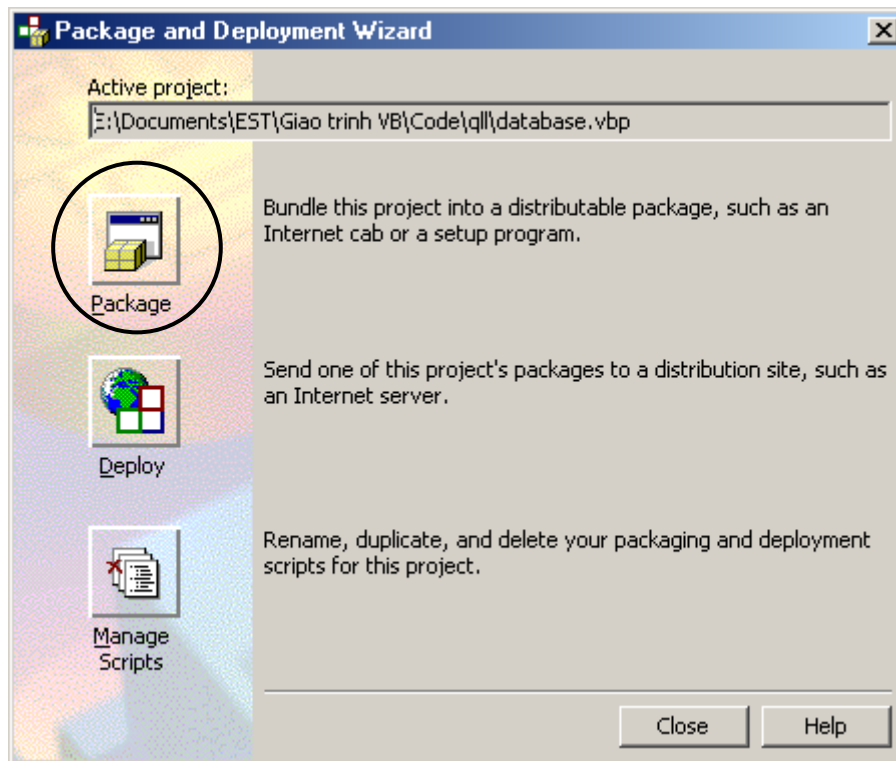 Package and Deployment Wizard
Active project:
E:\Documents\EST\Giao trinh VB\Code\qll\database.vbp
Bundle this project into a distributable package, such as an
Internet cab or a setup program.
Package
Send one of this project's packages to a distribution site, such as
an Internet server.
Deploy
Rename, duplicate, and delete your packaging and deployment
scripts for this project.
Manage
Scripts
Close
Help